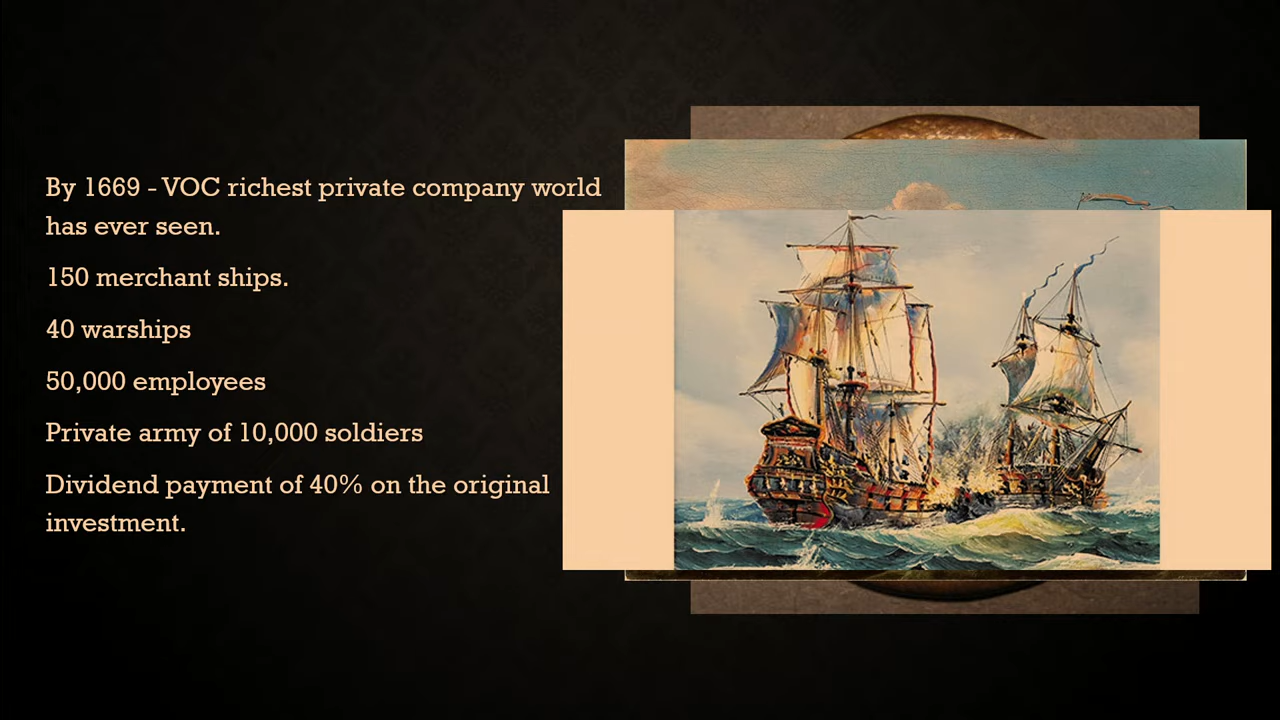 By 1669 - VOC richest private company world
has ever seen.
150 merchant ships.
40 warships
50,000 employees
Private army of 10,000 soldiers
Dividend payment of 40% on the original
investment.